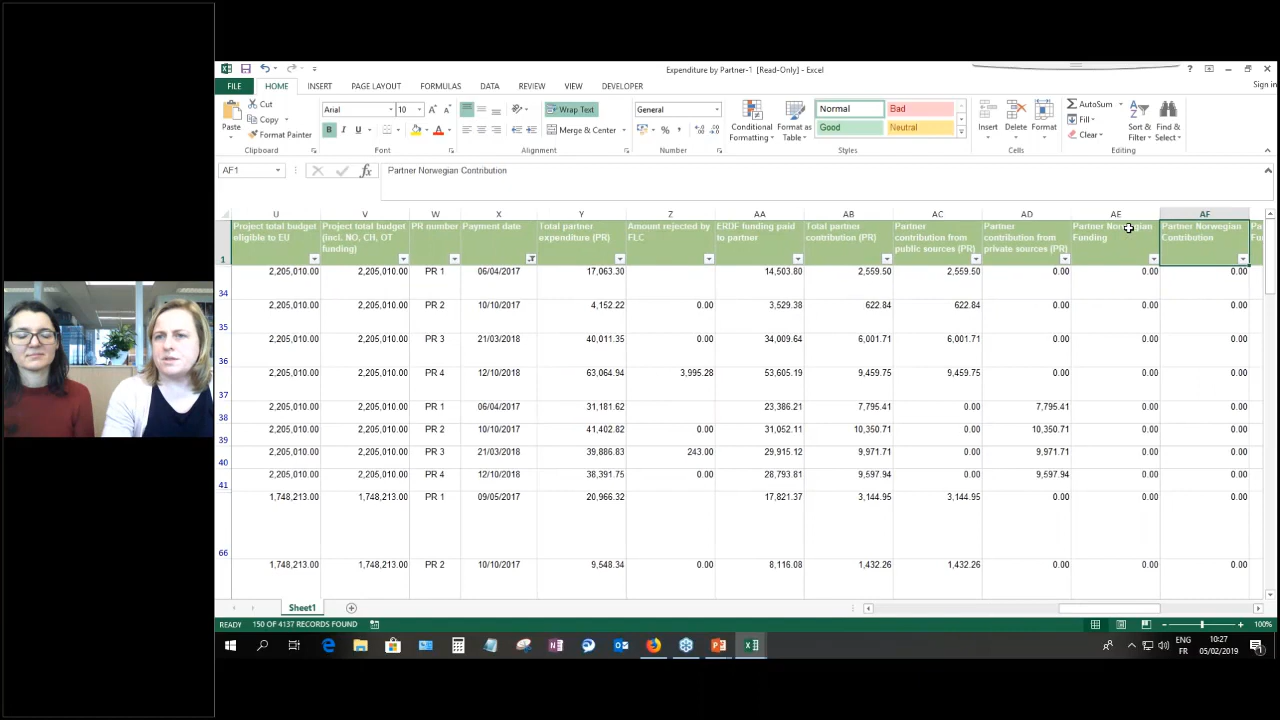 Expenditure by Partner-1 [Read-Only] - Excel
?
FILE HOME INSERT PAGE LAYOUT FORMULAS DATA REVIEW VIEW DEVELOPER Sign in
Paste
Cut
Copy
Format Painter
Clipboard
Arial 10
B I U
Font
Wrap Text
Merge & Center
Alignment
General
%
Number
Conditional Formatting
Format as Table
Normal Bad
Good Neutral
Styles
Insert Delete Format
Cells
AutoSum
Fill
Clear
Sort & Filter
Find & Select
Editing
AF1 fx Partner Norwegian Contribution
U V W X Y Z AA AB AC AD AE AF
1
Project total budget eligible to EU
Project total budget (incl. NO, CH, OT funding)
PR number
Payment date
Total partner expenditure (PR)
Amount rejected by FLC
ERDF funding paid to partner
Total partner contribution (PR)
Partner contribution from public sources (PR)
Partner contribution from private sources (PR)
Partner Norwegian Funding
Partner Norwegian Contribution
34 2,205,010.00 2,205,010.00 PR 1 06/04/2017 17,063.30 14,503.80 2,559.50 2,559.50 0.00 0.00 0.00
35 2,205,010.00 2,205,010.00 PR 2 10/10/2017 4,152.22 0.00 3,529.38 622.84 622.84 0.00 0.00 0.00
36 2,205,010.00 2,205,010.00 PR 3 21/03/2018 40,011.35 0.00 34,009.64 6,001.71 6,001.71 0.00 0.00 0.00
37 2,205,010.00 2,205,010.00 PR 4 12/10/2018 63,064.94 3,995.28 53,605.19 9,459.75 9,459.75 0.00 0.00 0.00
38 2,205,010.00 2,205,010.00 PR 1 06/04/2017 31,181.62 23,386.21 7,795.41 0.00 7,795.41 0.00 0.00
39 2,205,010.00 2,205,010.00 PR 2 10/10/2017 41,402.82 0.00 31,052.11 10,350.71 0.00 10,350.71 0.00 0.00
40 2,205,010.00 2,205,010.00 PR 3 21/03/2018 39,886.83 243.00 29,915.12 9,971.71 0.00 9,971.71 0.00 0.00
41 2,205,010.00 2,205,010.00 PR 4 12/10/2018 38,391.75 0.00 28,793.81 9,597.94 0.00 9,597.94 0.00 0.00
66 1,748,213.00 1,748,213.00 PR 1 09/05/2017 20,966.32 17,821.37 3,144.95 3,144.95 0.00 0.00 0.00
1,748,213.00 1,748,213.00 PR 2 10/10/2017 9,548.34 0.00 8,116.08 1,432.26 1,432.26 0.00 0.00 0.00
Sheet1
READY 150 OF 4137 RECORDS FOUND 100%
ENG 10:27
FR 05/02/2019